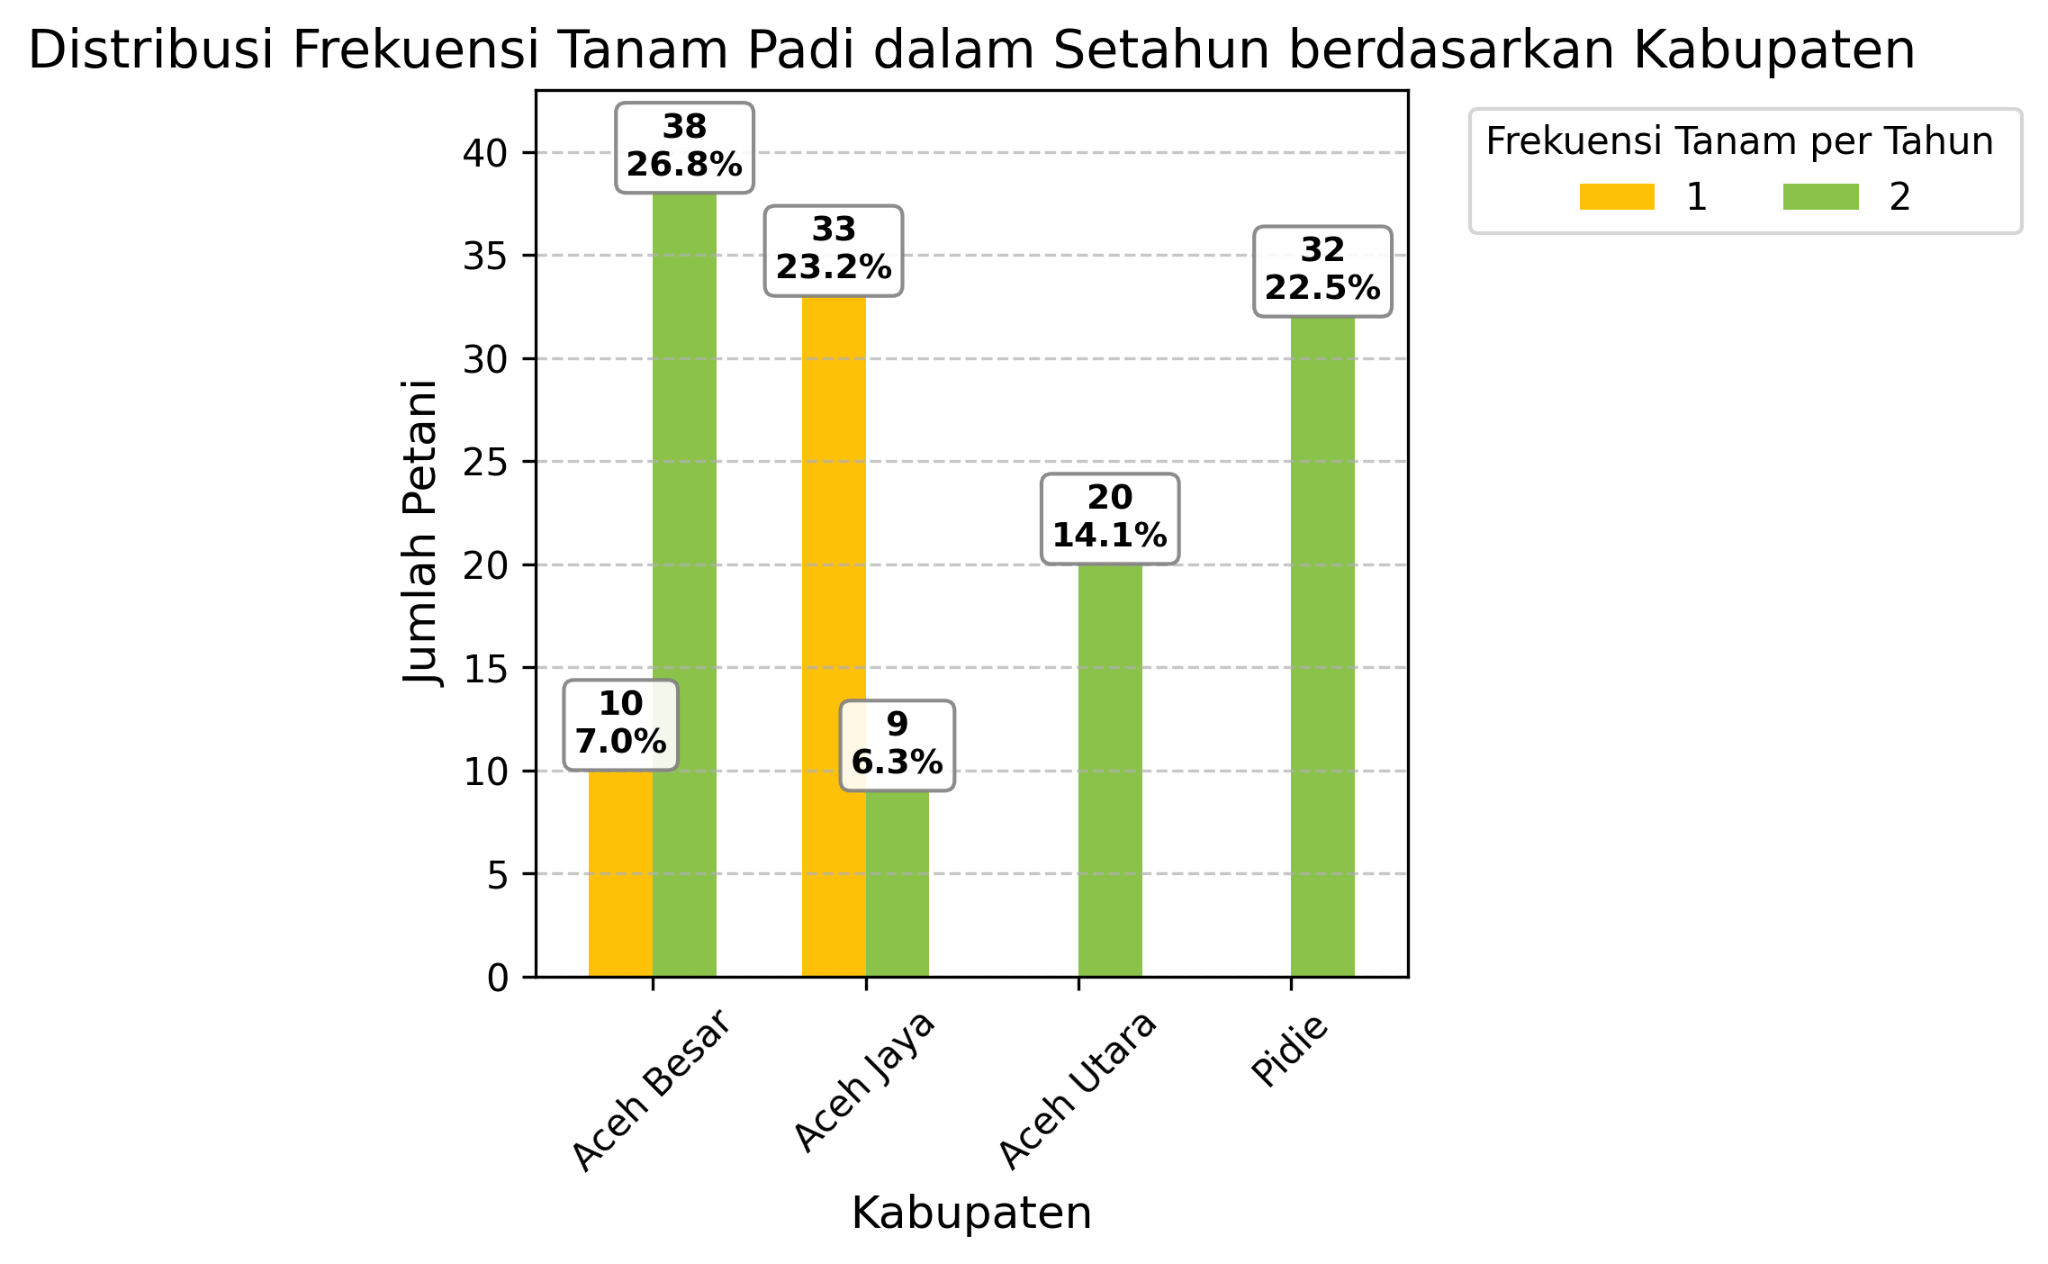 Distribusi Frekuensi Tanam Padi dalam Setahun berdasarkan Kabupaten
Frekuensi Tanam per Tahun
1 2
Jumlah Petani
40
35
30
25
20
15
10
5
0
10
7.0%
38
26.8%
33
23.2%
9
6.3%
20
14.1%
32
22.5%
Aceh Besar
Aceh Jaya
Aceh Utara
Pidie
Kabupaten